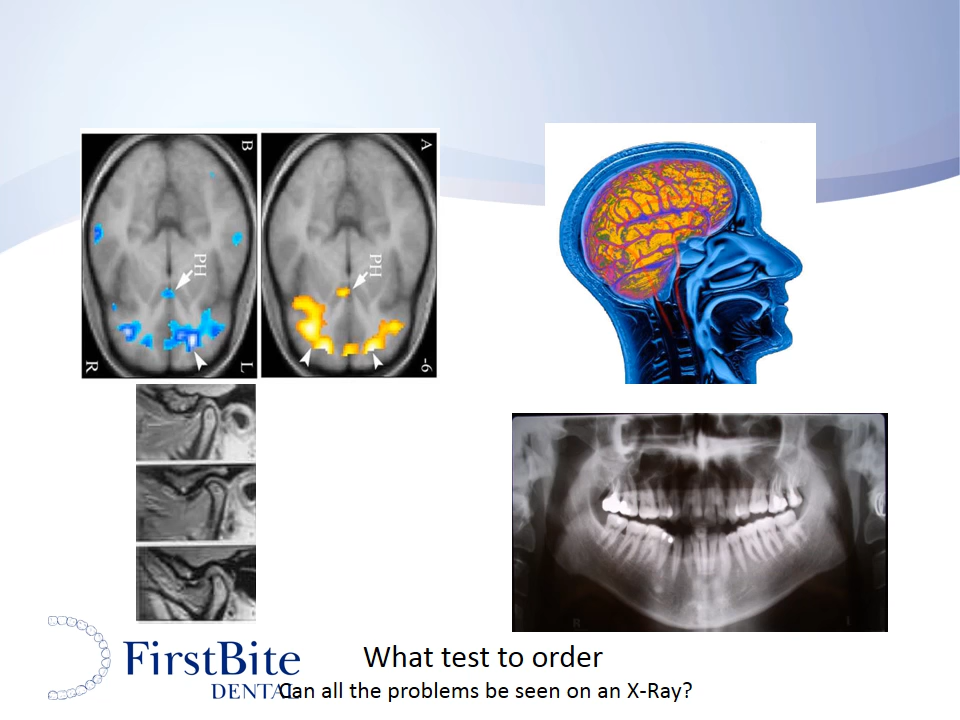 B
A
PH
PH
R
L
-6
R
FirstBite
DENTAL
What test to order
Can all the problems be seen on an X-Ray?